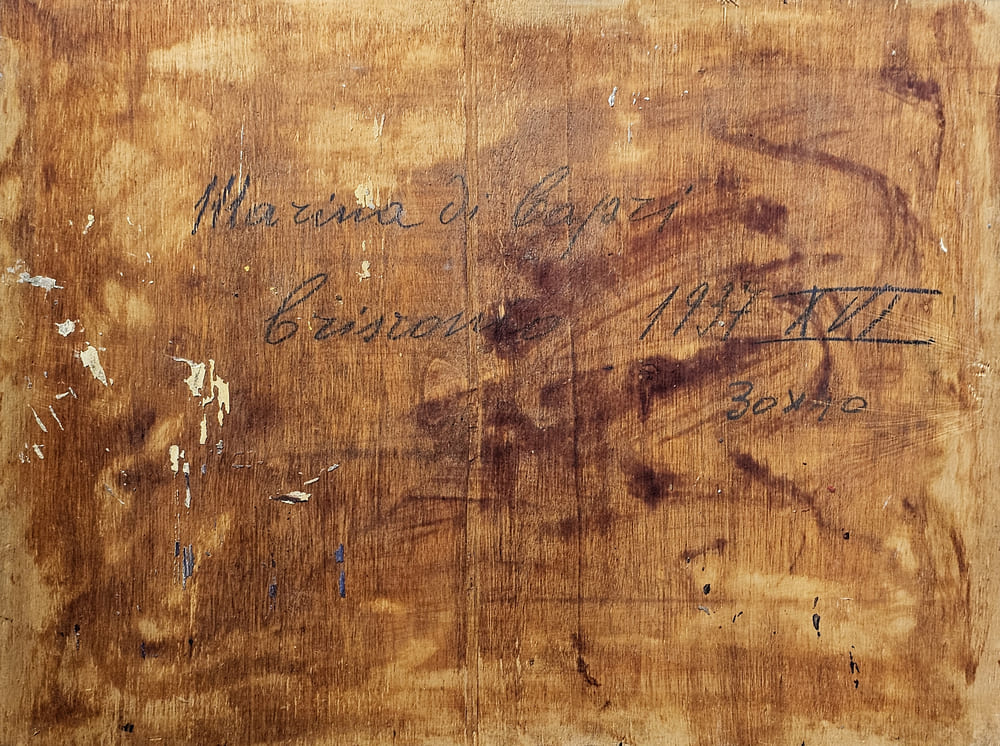 Marina di Capri
Crisconio 1937 XVI
30x40